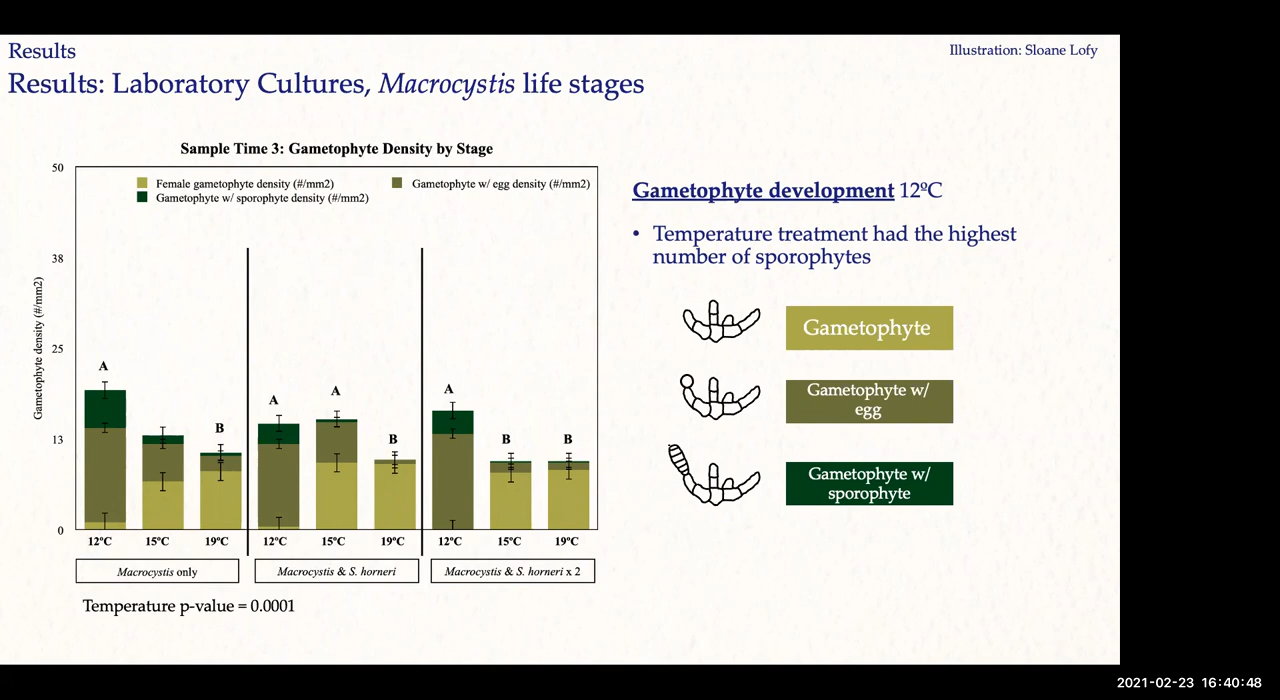 Results
Illustration: Sloane Lofy
Results: Laboratory Cultures, Macrocystis life stages
Sample Time 3: Gametophyte Density by Stage
Female gametophyte density (#/mm2)
Gametophyte w/ egg density (#/mm2)
Gametophyte w/ sporophyte density (#/mm2)
Gametophyte density (#/mm2)
50
38
25
13
0
A
B
A
A
B
A
B
B
12ºC
15ºC
19ºC
12ºC
15ºC
19ºC
12ºC
15ºC
19ºC
Macrocystis only
Macrocystis & S. horneri
Macrocystis & S. horneri x 2
Temperature p-value = 0.0001
Gametophyte development 12ºC
• Temperature treatment had the highest
number of sporophytes
Gametophyte
Gametophyte w/
egg
Gametophyte w/
sporophyte
2021-02-23 16:40:48